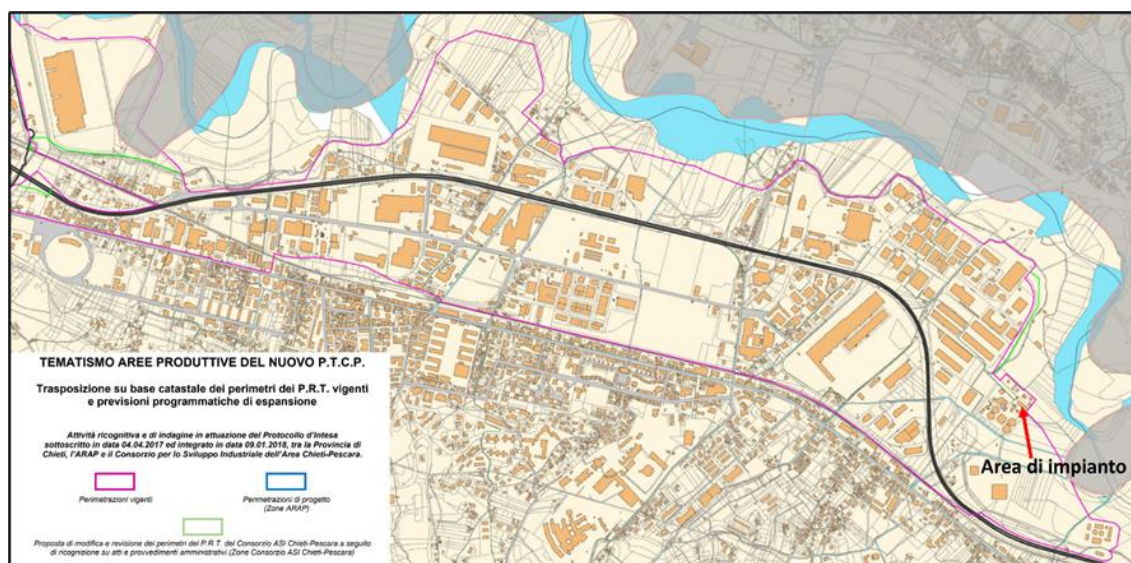 TEMATISMO AREE PRODUTTIVE DEL NUOVO P.T.C.P.
Trasposizione su base catastale dei perimetri dei P.R.T. vigenti
e previsioni programmatiche di espansione
Attività ricognitiva e di indagine in attuazione del Protocollo d'Intesa
sottoscritto in data 04.04.2017 ed integrato in data 09.01.2018, tra la Provincia di
Chieti, l'ARAP e il Consorzio per lo Sviluppo Industriale dell'Area Chieti-Pescara.
Perimetrazioni vigenti
Perimetrazioni di progetto
(Zone ARAP)
Proposta di modifica e revisione dei perimetri del P.R.T. del Consorzio ASI Chieti-Pescara a seguito
di ricognizione su atti e provvedimenti amministrativi (Zone Consorzio ASI Chieti-Pescara)
Area di impianto